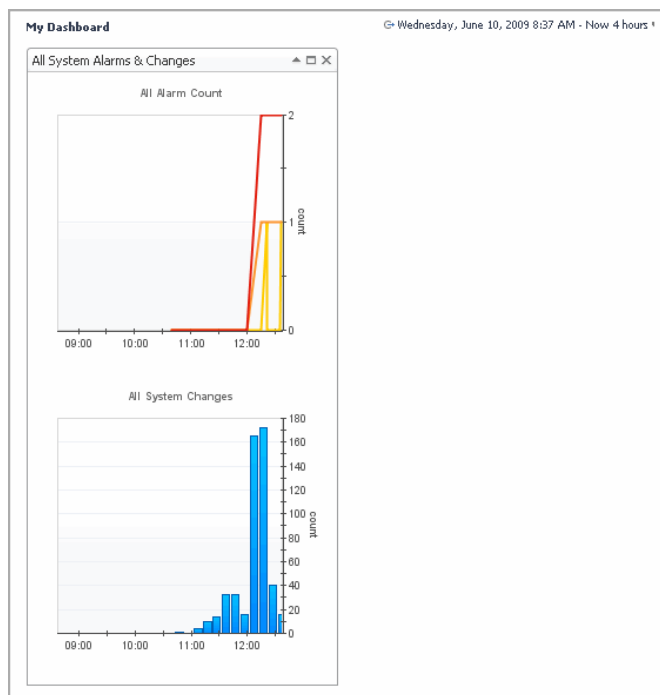 My Dashboard
Wednesday, June 10, 2009 8:37 AM - Now 4 hours
All System Alarms & Changes
All Alarm Count
2
1
0
count
09:00 10:00 11:00 12:00
All System Changes
180
160
140
120
100
80
60
40
20
0
count
09:00 10:00 11:00 12:00